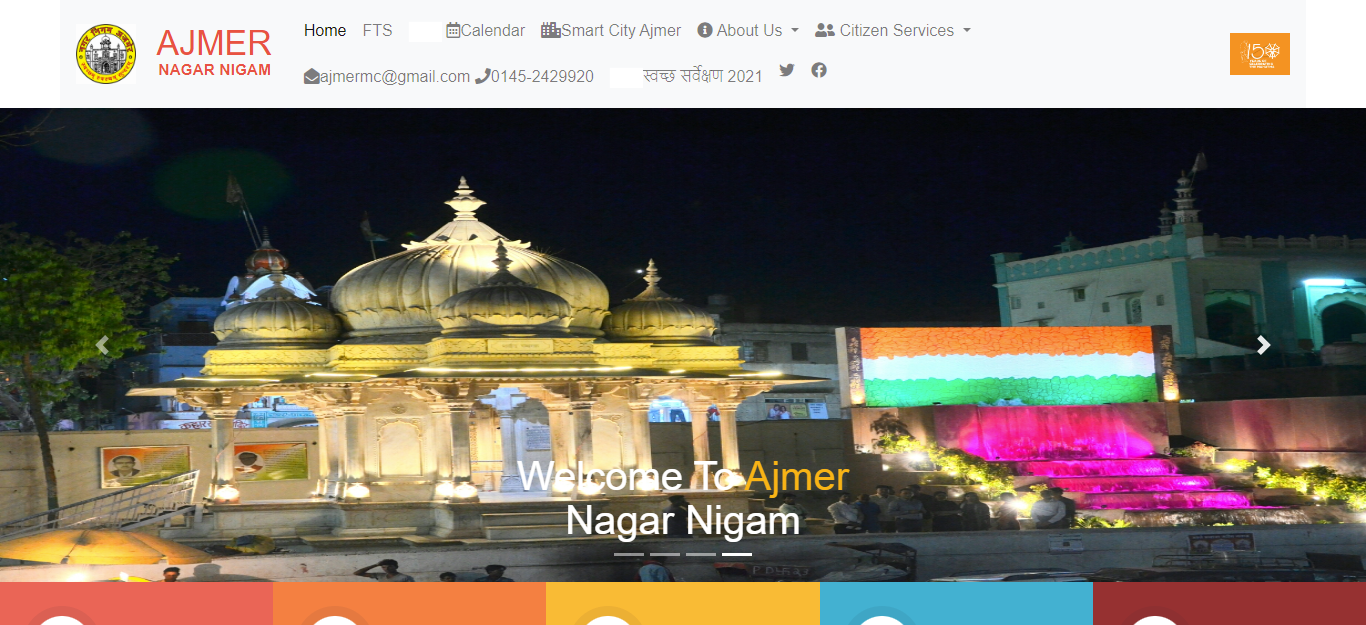 AJMER
NAGAR NIGAM
Home FTS Calendar Smart City Ajmer About Us Citizen Services
ajmermc@gmail.com 0145-2429920 स्वच्छ सर्वेक्षण 2021
150
Welcome To Ajmer
Nagar Nigam